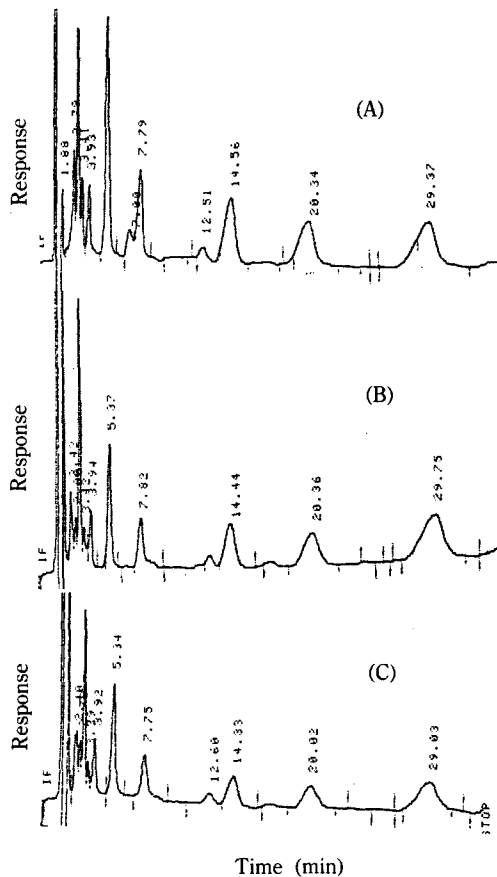 Response
(A)
1.88
3.93
7.79
12.51
14.56
20.34
29.37
Response
(B)
IF
3.94
5.37
7.82
14.44
20.36
29.75
Response
(C)
IF
3.92
5.34
7.75
12.60
14.33
20.02
29.03
STOP
Time (min)